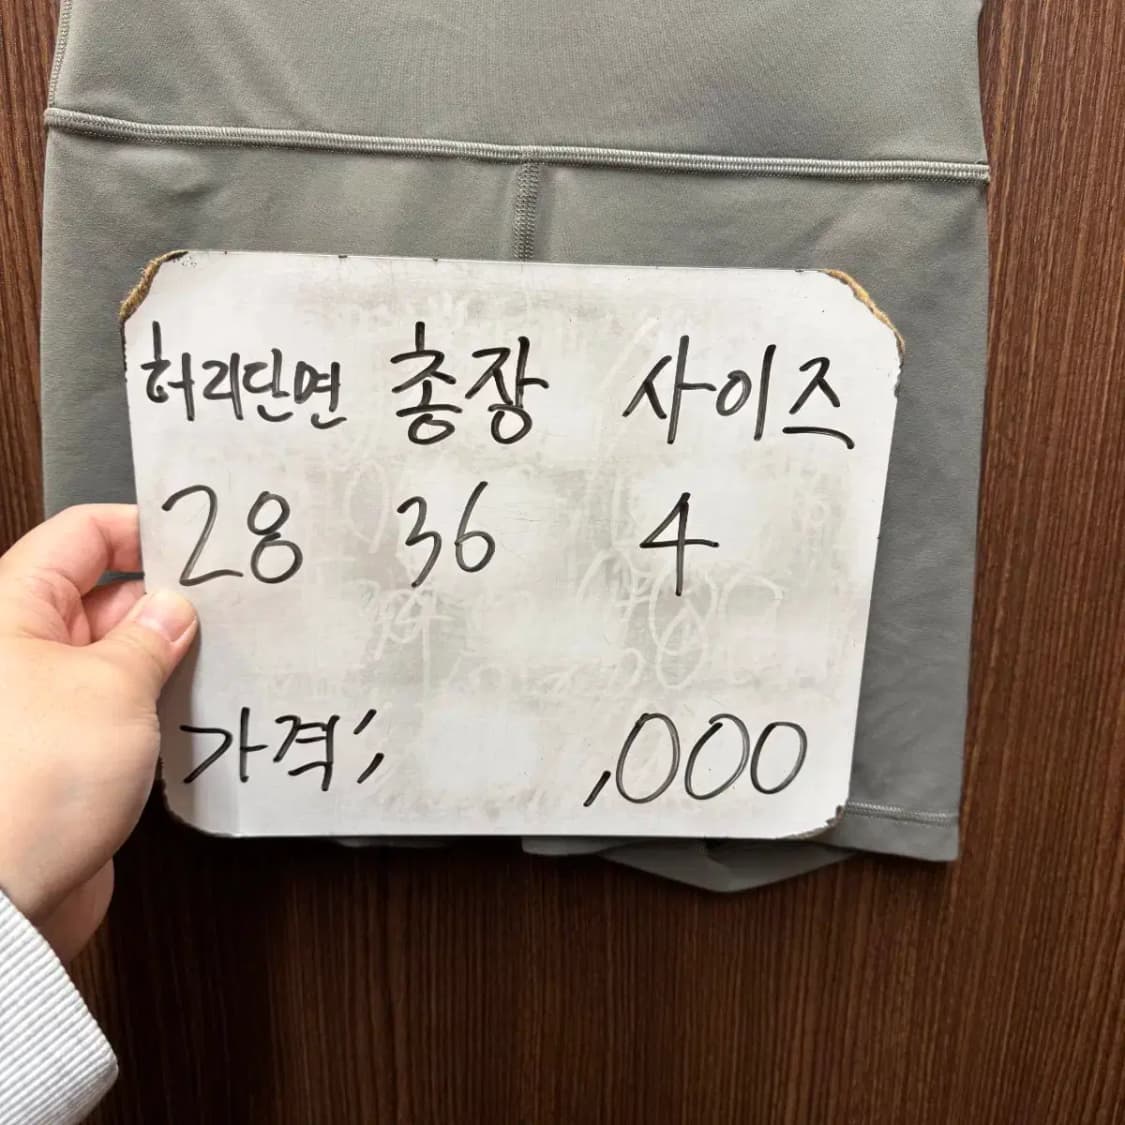 허리단면 총장 사이즈
28 36 4
가격; ,000